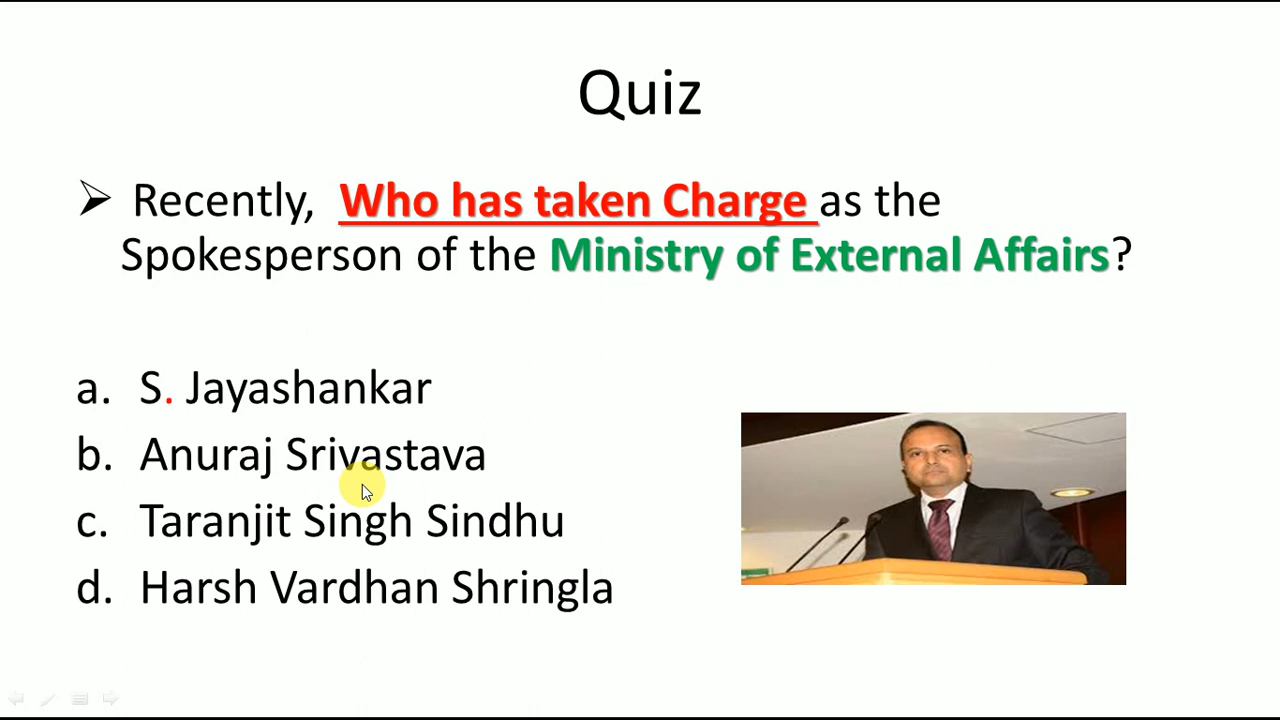 Quiz
➢ Recently, Who has taken Charge as the
Spokesperson of the Ministry of External Affairs?
a. S. Jayashankar
b. Anuraj Srivastava
c. Taranjit Singh Sindhu
d. Harsh Vardhan Shringla